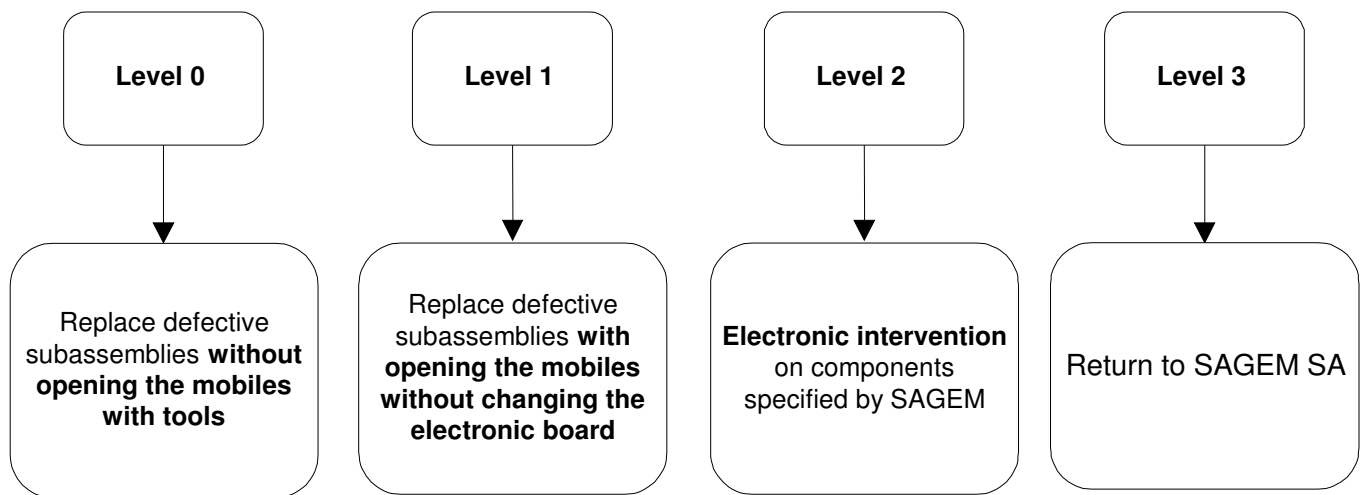 Level 0
Level 1
Level 2
Level 3
Replace defective
subassemblies without
opening the mobiles
with tools
Replace defective
subassemblies with
opening the mobiles
without changing the
electronic board
Electronic intervention
on components
specified by SAGEM
Return to SAGEM SA